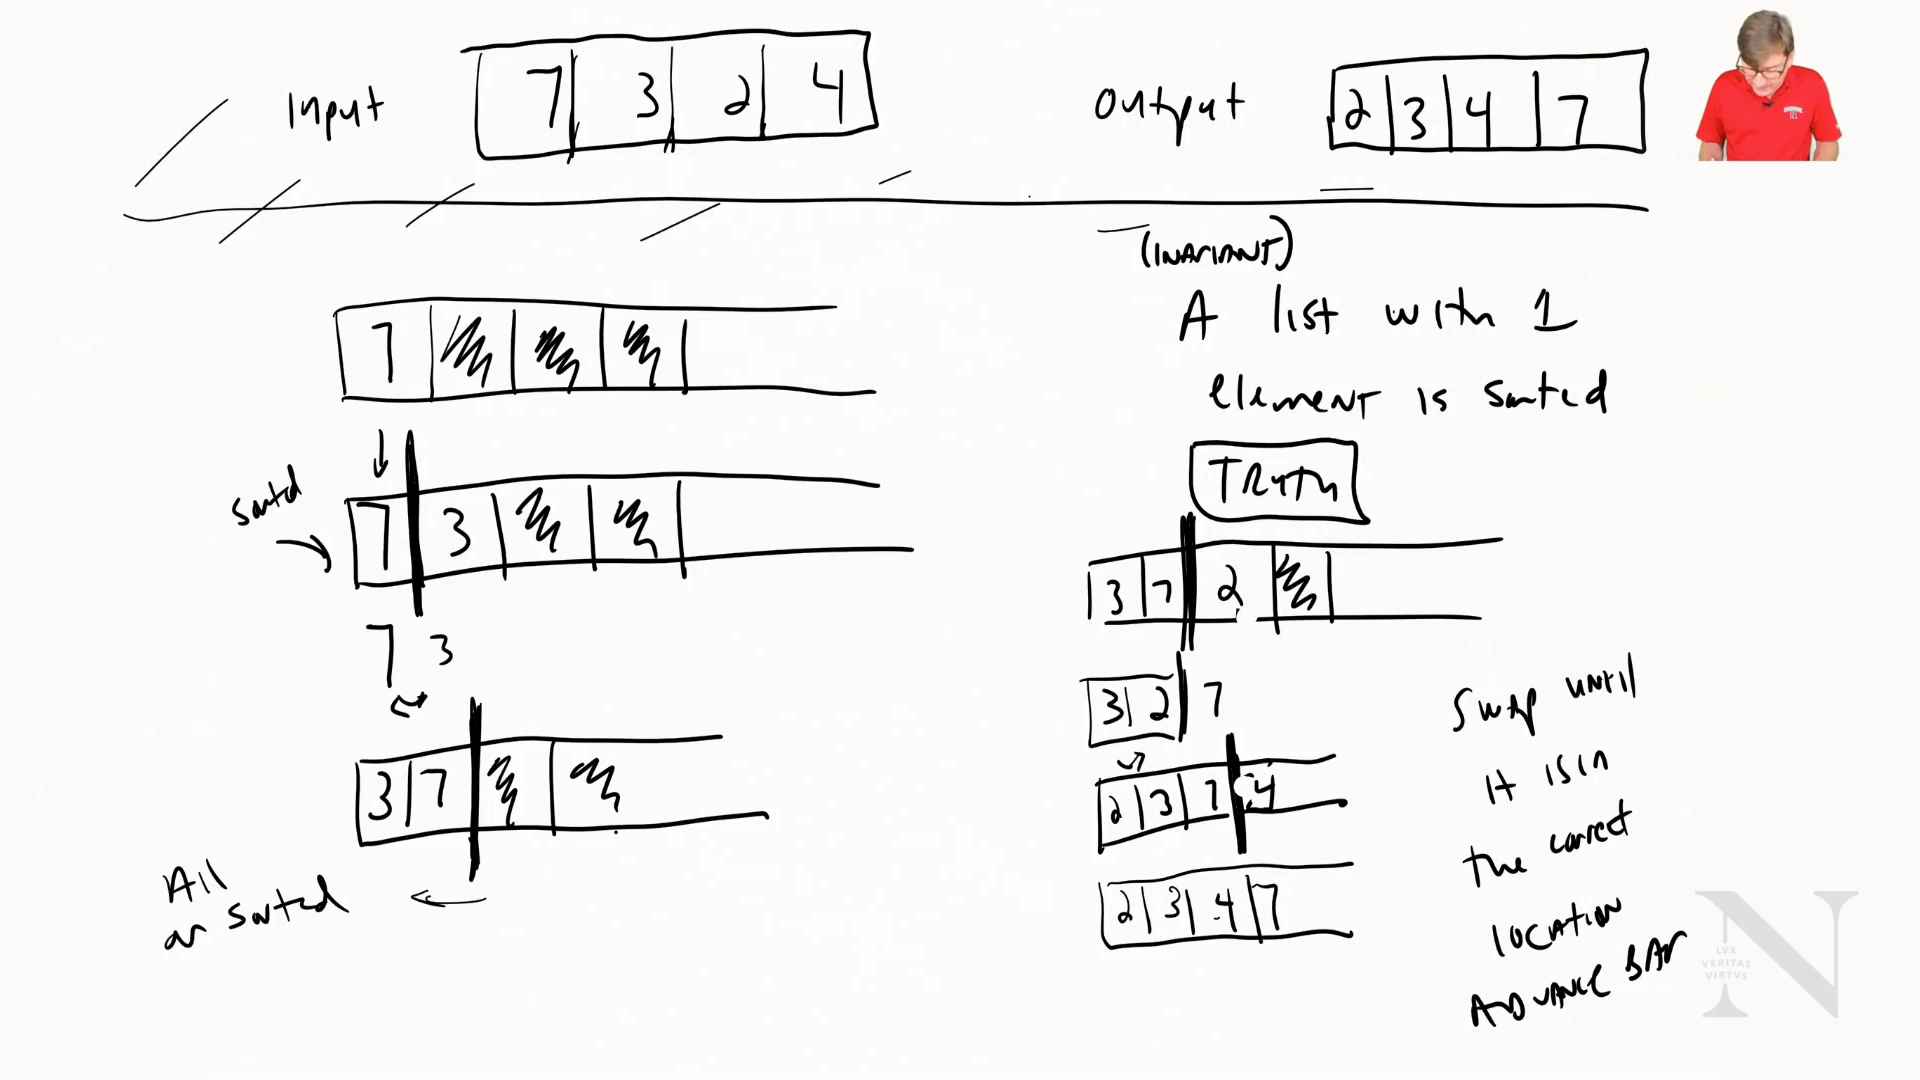 Input 7 3 2 4
Output 2 3 4 7
(INVARIANT)
A list with 1
element is sorted
TRUTH
7
sorted
7 3
7 3
3 7
All
sorted
3 7 2
3 2 7
2 3 7 4
2 3 4 7
Swap until
it is in
the correct
location
ADVANCE BAR
N
LVX
VERITAS
VIRTVS